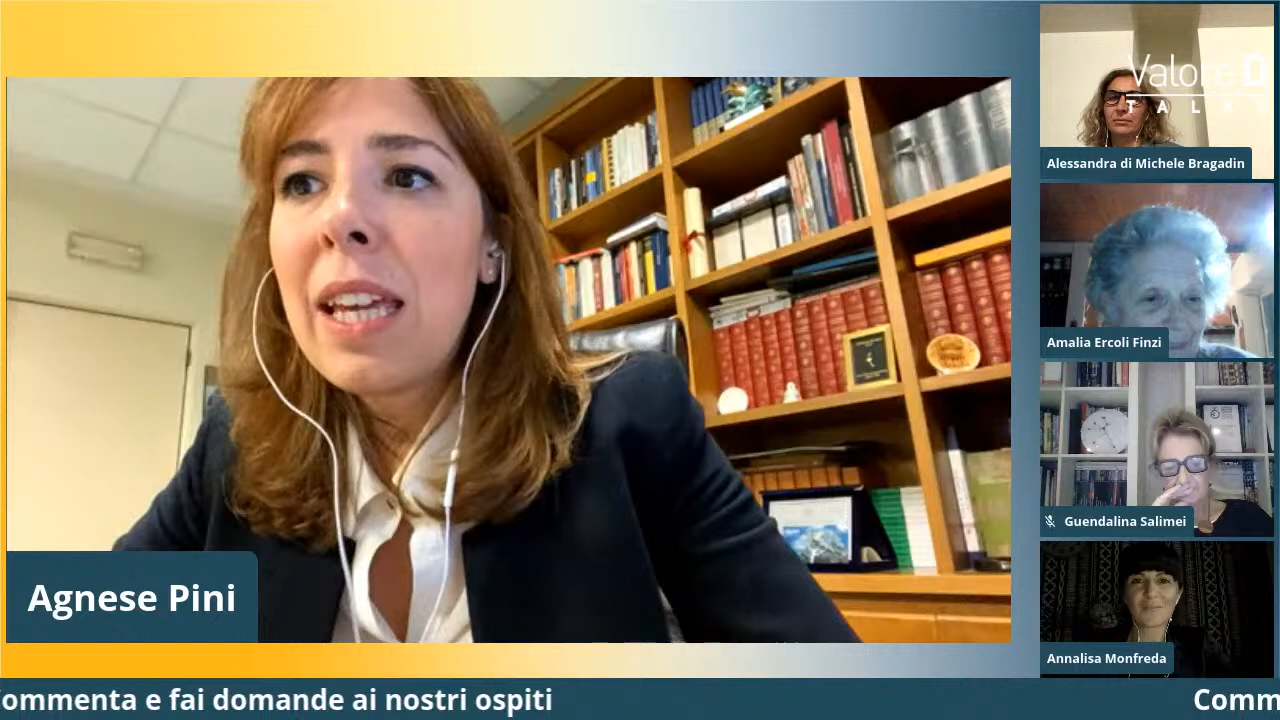 Valore D
TAL
Alessandra di Michele Bragadin
Amalia Ercoli Finzi
Guendalina Salimei
Annalisa Monfreda
Agnese Pini
ommenta e fai domande ai nostri ospiti
Comm